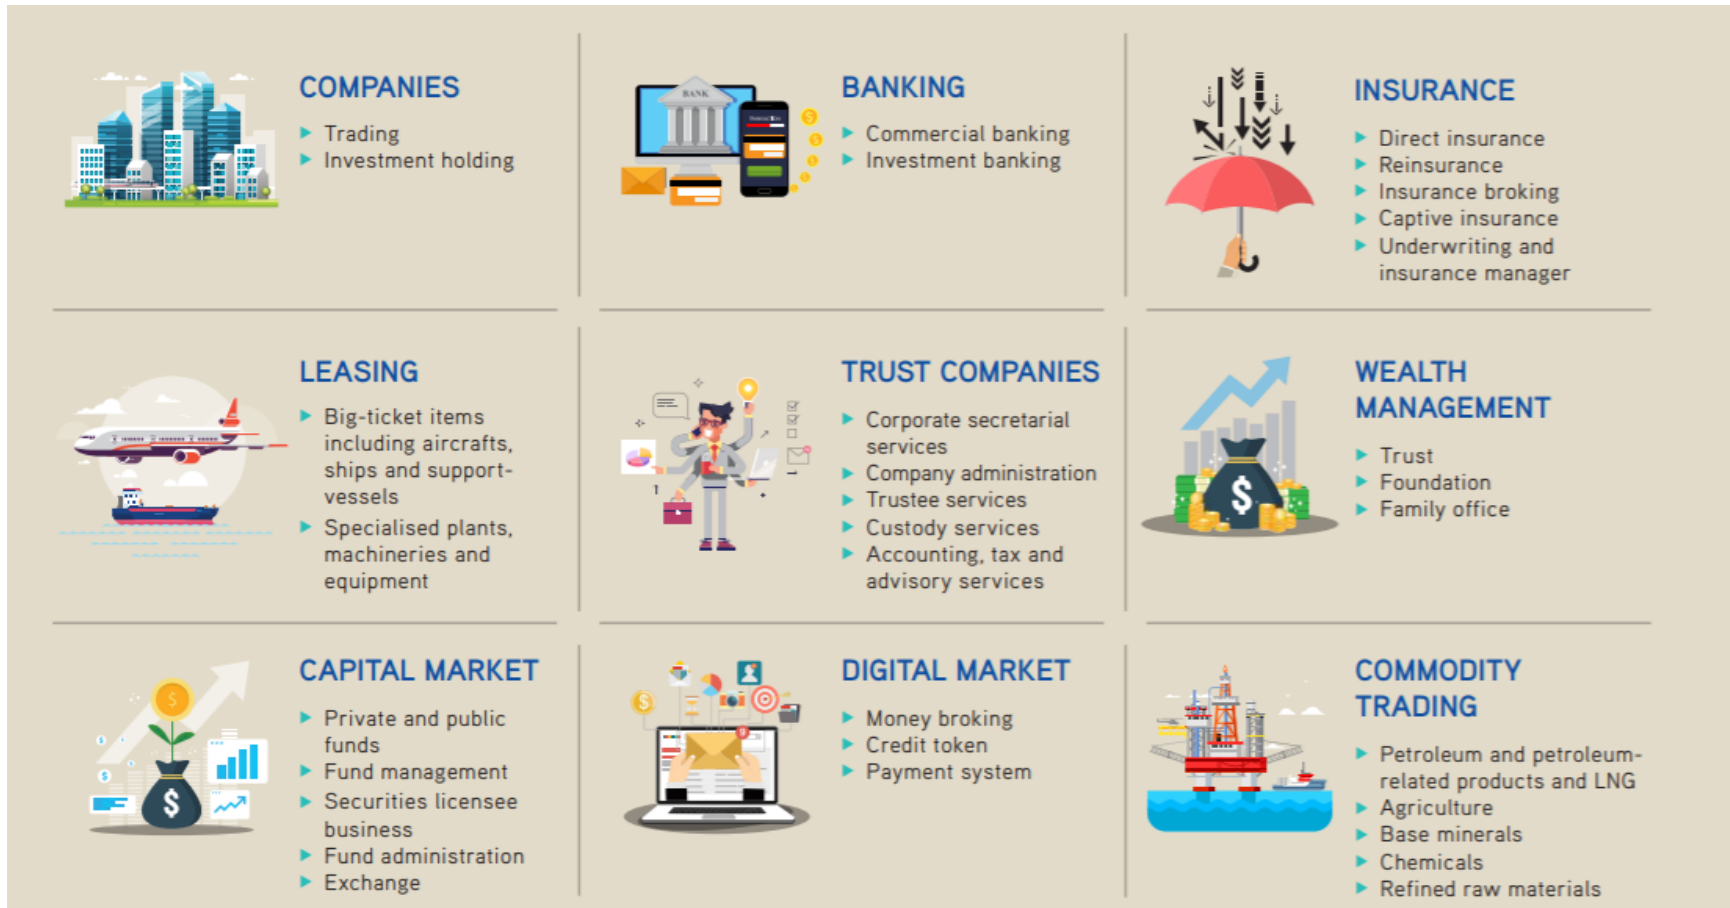 COMPANIES
Trading
Investment holding
BANK
BANKING
Commercial banking
Investment banking
INSURANCE
Direct insurance
Reinsurance
Insurance broking
Captive insurance
Underwriting and
insurance manager
LEASING
Big-ticket items
including aircrafts,
ships and support-
vessels
Specialised plants,
machineries and
equipment
TRUST COMPANIES
Corporate secretarial
services
Company administration
Trustee services
Custody services
Accounting, tax and
advisory services
WEALTH
MANAGEMENT
Trust
Foundation
Family office
$
CAPITAL MARKET
Private and public
funds
Fund management
Securities licensee
business
Fund administration
Exchange
$
$
DIGITAL MARKET
Money broking
Credit token
Payment system
$
COMMODITY
TRADING
Petroleum and petroleum-
related products and LNG
Agriculture
Base minerals
Chemicals
Refined raw materials